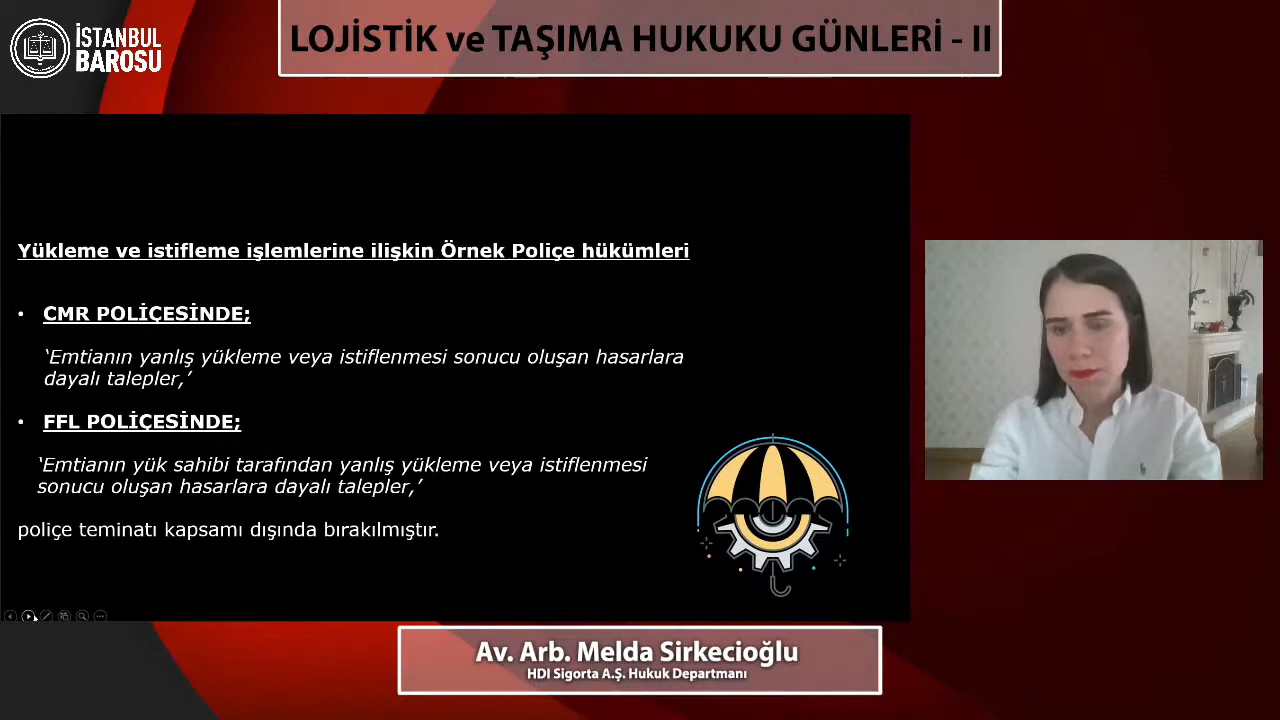 İSTANBUL
BAROSU
LOJİSTİK ve TAŞIMA HUKUKU GÜNLERİ - II
Yükleme ve istifleme işlemlerine ilişkin Örnek Poliçe hükümleri
• CMR POLİÇESİNDE;
‘Emtianın yanlış yükleme veya istiflenmesi sonucu oluşan hasarlara
dayalı talepler,’
• FFL POLİÇESİNDE;
‘Emtianın yük sahibi tarafından yanlış yükleme veya istiflenmesi
sonucu oluşan hasarlara dayalı talepler,’
poliçe teminatı kapsamı dışında bırakılmıştır.
Av. Arb. Melda Sirkecioğlu
HDI Sigorta A.Ş. Hukuk Departmanı